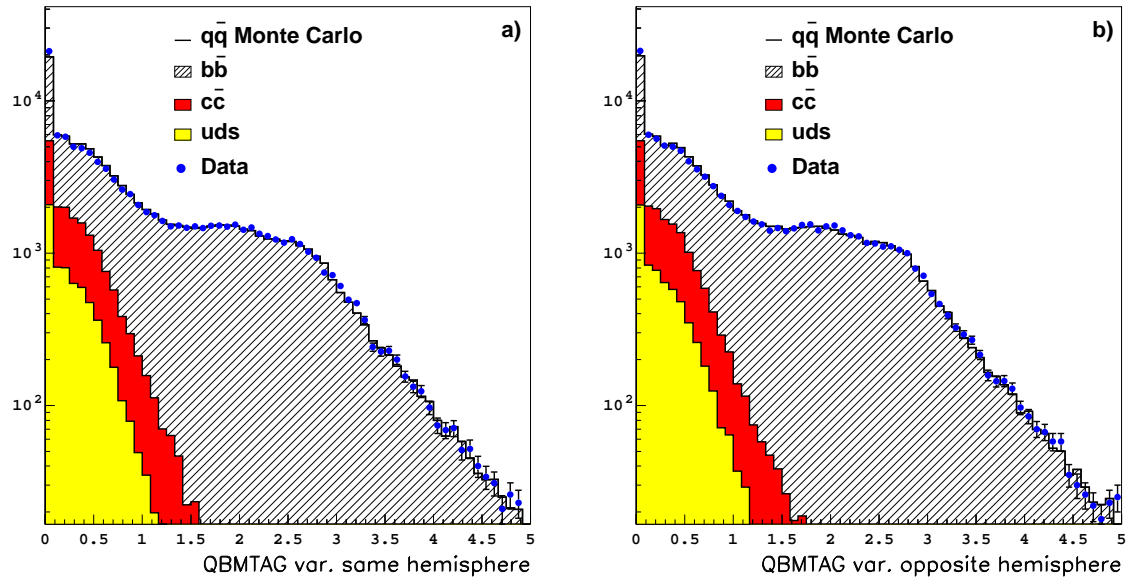 a)
qq̄ Monte Carlo
bb̄
cc̄
uds
Data
10⁴
10³
10²
0 0.5 1 1.5 2 2.5 3 3.5 4 4.5 5
QBMTAG var. same hemisphere
b)
qq̄ Monte Carlo
bb̄
cc̄
uds
Data
10⁴
10³
10²
0 0.5 1 1.5 2 2.5 3 3.5 4 4.5 5
QBMTAG var. opposite hemisphere